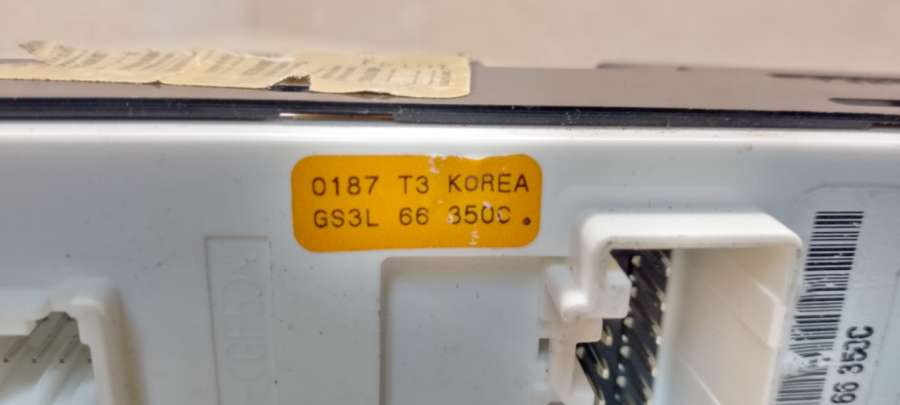 0187 T3 KOREA
GS3L 66 350C.
66 350C